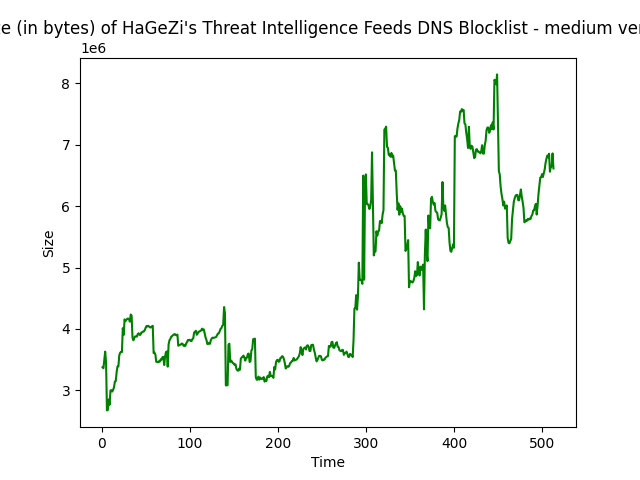 (in bytes) of HaGeZi's Threat Intelligence Feeds DNS Blocklist - medium
1e6
8
7
6
5
4
3
Size
0 100 200 300 400 500
Time